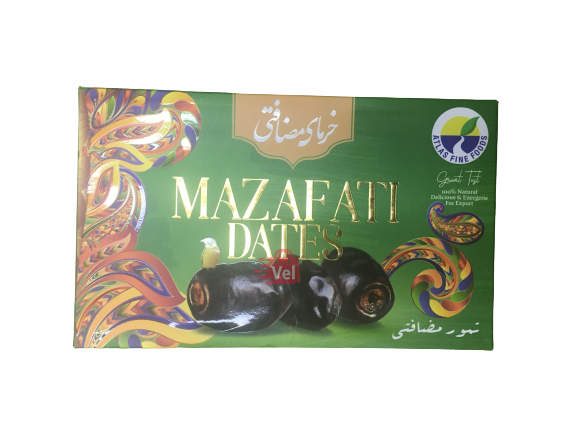 خرمای مضافتی
ATLAS FINE FOODS
Great Test
100% Natural
Delicious & Energetic
For Export
MAZAFATI
DATES
Vel
تمور مضافتی